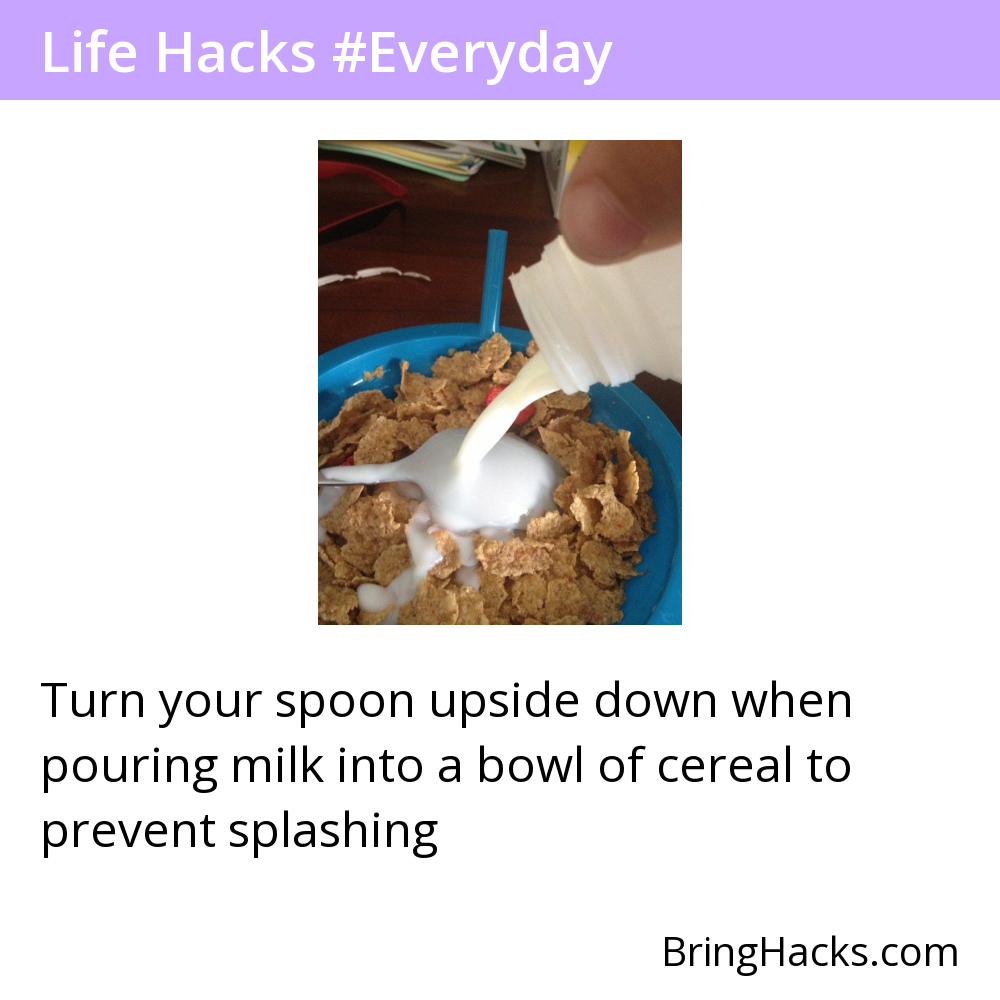 Life Hacks #Everyday
Turn your spoon upside down when
pouring milk into a bowl of cereal to
prevent splashing
BringHacks.com